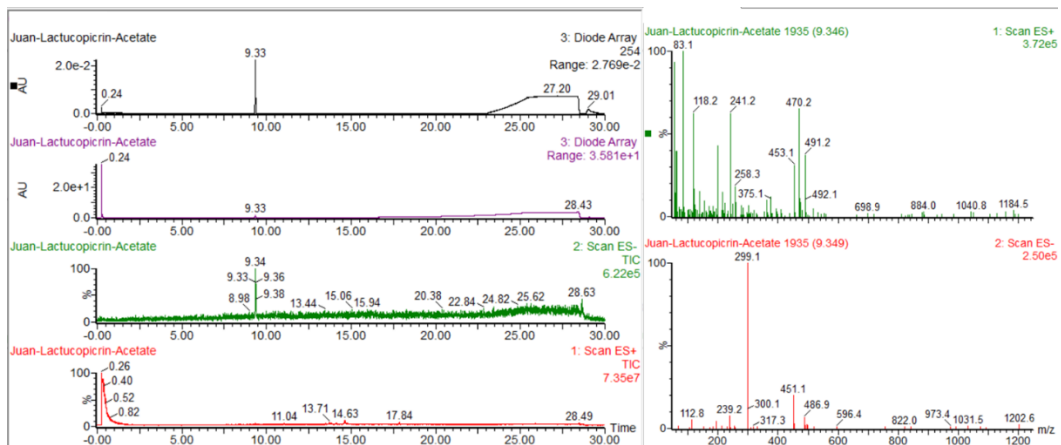 Juan-Lactucopicrin-Acetate
3: Diode Array
254
Range: 2.769e-2
9.33
2.0e-2
AU
0.24
27.20
29.01
0.0
-0.00 5.00 10.00 15.00 20.00 25.00 30.00
Juan-Lactucopicrin-Acetate
3: Diode Array
Range: 3.581e+1
0.24
AU
2.0e+1
9.33
28.43
0.0
-0.00 5.00 10.00 15.00 20.00 25.00 30.00
Juan-Lactucopicrin-Acetate
2: Scan ES-
TIC
6.22e5
9.34
100
9.33 9.36
%
8.98 9.38 13.44 15.06 15.94 20.38 22.84 24.82 25.62 28.63
0
-0.00 5.00 10.00 15.00 20.00 25.00 30.00
Juan-Lactucopicrin-Acetate
1: Scan ES+
TIC
7.35e7
0.26
100
0.40
%
0.52
0.82
11.04 13.71 14.63 17.84 28.49
0
Time
-0.00 5.00 10.00 15.00 20.00 25.00 30.00
Juan-Lactucopicrin Acetate 1935 (9.346)
1: Scan ES+
3.72e5
100
83.1
118.2 241.2 470.2
%
453.1 491.2
258.3
375.1 492.1
698.9 884.0 1040.8 1184.5
0
Juan-Lactucopicrin Acetate 1935 (9.349)
2: Scan ES-
2.50e5
100
299.1
%
451.1
300.1
112.8 239.2 486.9
317.3 596.4 822.0 973.4 1031.5 1202.6
0
m/z
200 400 600 800 1000 1200